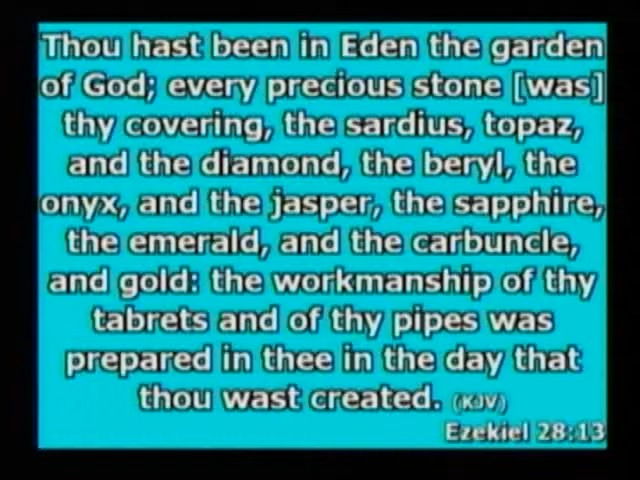 Thou hast been in Eden the garden
of God; every precious stone [was]
thy covering, the sardius, topaz,
and the diamond, the beryl, the
onyx, and the jasper, the sapphire,
the emerald, and the carbuncle,
and gold: the workmanship of thy
tabrets and of thy pipes was
prepared in thee in the day that
thou wast created. (KJV)
Ezekiel 28:13